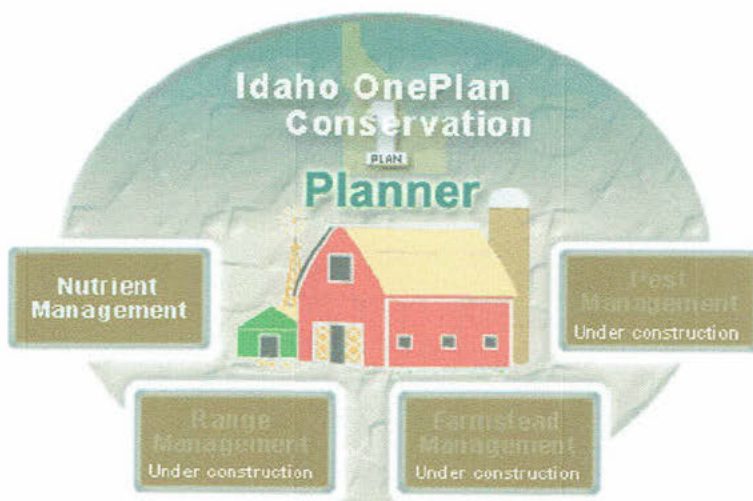 Idaho OnePlan
Conservation
1
PLAN
Planner
Nutrient
Management
Pest
Management
Under construction
Range
Management
Under construction
Farmstead
Management
Under construction